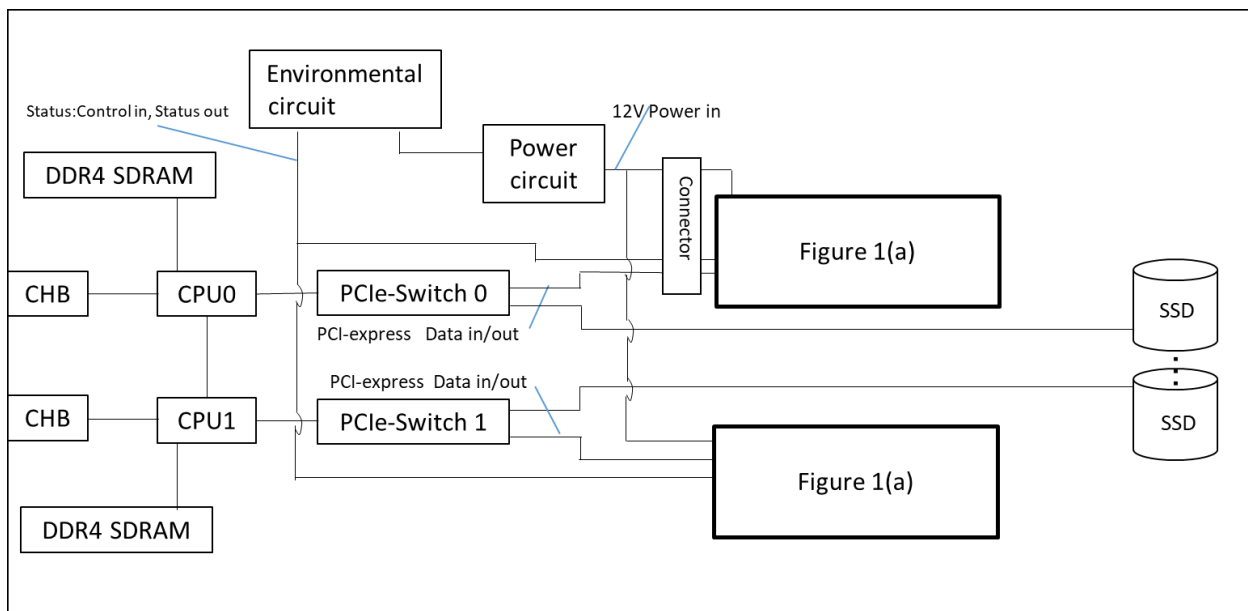 Environmental
circuit
Status:Control in, Status out
12V Power in
Power
circuit
DDR4 SDRAM
Connector
Figure 1(a)
CHB
CPU0
PCIe-Switch 0
SSD
PCI-express Data in/out
PCI-express Data in/out
CHB
CPU1
PCIe-Switch 1
SSD
Figure 1(a)
DDR4 SDRAM